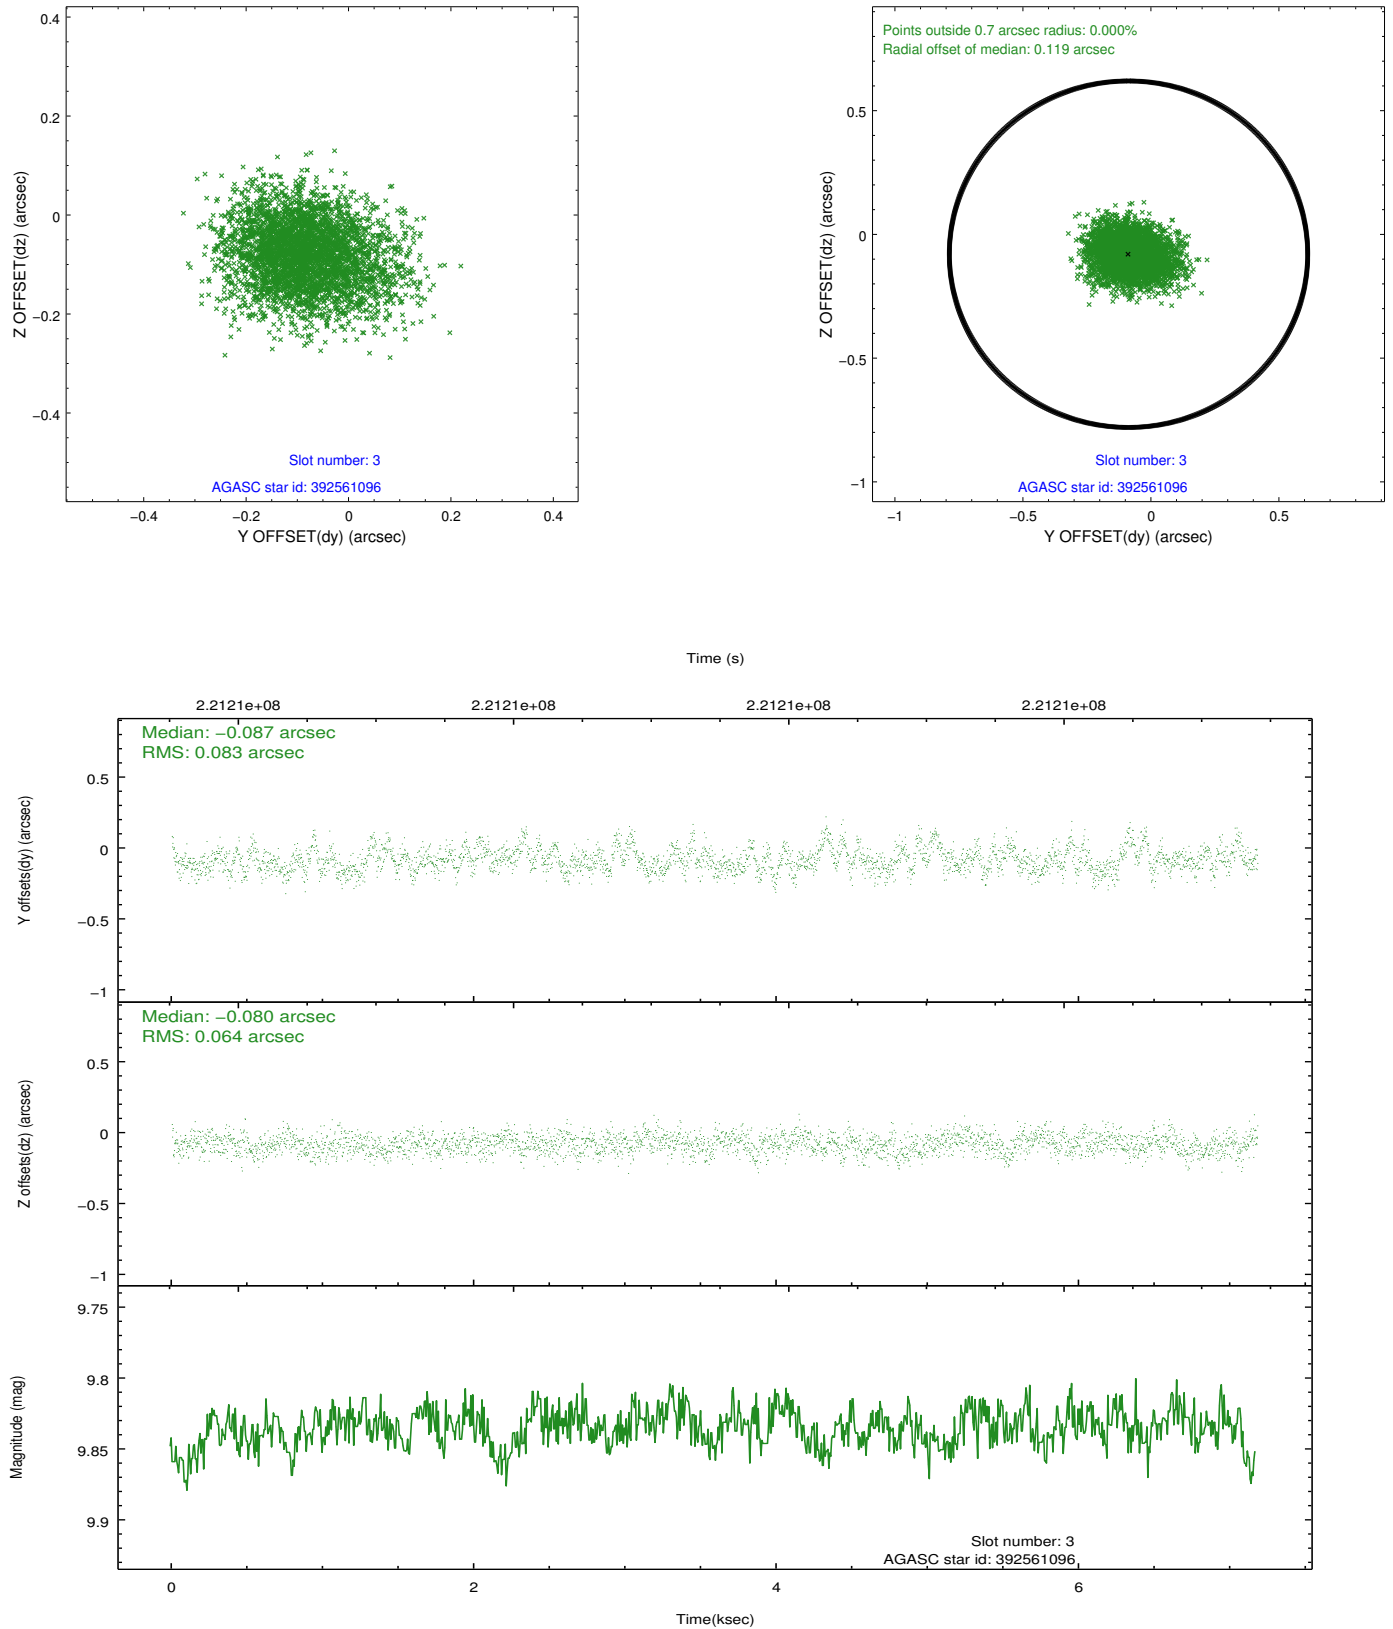 0.4
0.2
0
−0.2
−0.4
Z OFFSET(dz) (arcsec)
Slot number: 3
AGASC star id: 392561096
−0.4
−0.2
0
0.2
0.4
Y OFFSET(dy) (arcsec)
Points outside 0.7 arcsec radius: 0.000%
Radial offset of median: 0.119 arcsec
0.5
0
−0.5
−1
Z OFFSET(dz) (arcsec)
Slot number: 3
AGASC star id: 392561096
−1
−0.5
0
0.5
Y OFFSET(dy) (arcsec)
Time (s)
2.2121e+08
2.2121e+08
2.2121e+08
2.2121e+08
Median: −0.087 arcsec
RMS: 0.083 arcsec
0.5
0
−0.5
−1
Y offsets(dy) (arcsec)
Median: −0.080 arcsec
RMS: 0.064 arcsec
0.5
0
−0.5
−1
Z offsets(dz) (arcsec)
9.75
9.8
9.85
9.9
Magnitude (mag)
Slot number: 3
AGASC star id: 392561096
0
2
4
6
Time(ksec)